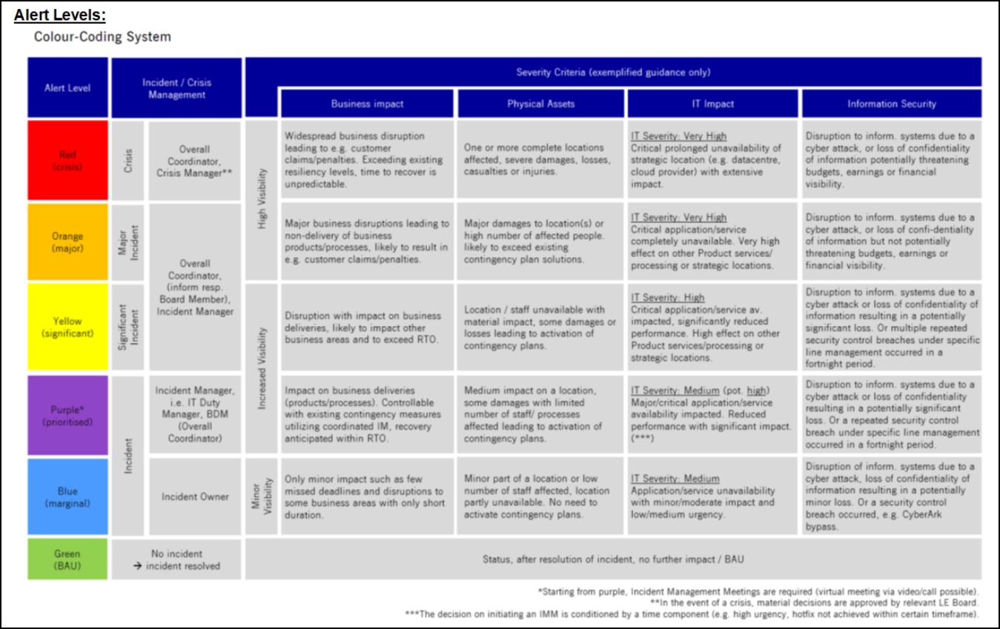 Alert Levels:
Colour-Coding System
Alert Level
Incident / Crisis
Management
Severity Criteria (exemplified guidance only)
Business impact
Physical Assets
IT Impact
Information Security
Red
(crisis)
Crisis
Overall
Coordinator,
Crisis Manager**
High Visibility
Widespread business disruption
leading to e.g. customer
claims/penalties. Exceeding existing
resiliency levels, time to recover is
unpredictable.
One or more complete locations
affected, severe damages, losses,
casualties or injuries.
IT Severity: Very High
Critical prolonged unavailability of
strategic location (e.g. datacentre,
cloud provider) with extensive
impact.
Disruption to inform. systems due to a
cyber attack, or loss of confidentiality
of information potentially threatening
budgets, earnings or financial
visibility.
Orange
(major)
Major
Incident
Overall
Coordinator,
(inform resp.
Board Member),
Incident Manager
Major business disruptions leading to
non-delivery of business
products/processes, likely to result in
e.g. customer claims/penalties.
Major damages to location(s) or
high number of affected people.
likely to exceed existing
contingency plan solutions.
IT Severity: Very High
Critical application/service
completely unavailable. Very high
effect on other Product services/
processing or strategic locations.
Disruption to inform. systems due to a
cyber attack, or loss of confi-dentiality
of information but not potentially
threatening budgets, earnings or
financial visibility.
Yellow
(significant)
Significant
Incident
Increased Visibility
Disruption with impact on business
deliveries, likely to impact other
business areas and to exceed RTO.
Location / staff unavailable with
material impact, some damages or
losses leading to activation of
contingency plans.
IT Severity: High
Critical application/service av.
impacted, significantly reduced
performance. High effect on other
Product services/processing or
strategic locations.
Disruption to inform. systems due to a
cyber attack or loss of confidentiality of
information resulting in a potentially
significant loss. Or multiple repeated
security control breaches under specific
line management occurred in a
fortnight period.
Purple*
(prioritised)
Incident
Incident Manager,
i.e. IT Duty
Manager, BDM
(Overall
Coordinator)
Impact on business deliveries
(products/processes). Controllable
with existing contingency measures
utilizing coordinated IM, recovery
anticipated within RTO.
Medium impact on a location,
some damages with limited
number of staff/ processes
affected leading to activation of
contingency plans.
IT Severity: Medium (pot. high)
Major/critical application/service
availability impacted. Reduced
performance with significant impact.
(***)
Disruption to inform. systems due to a
cyber attack or loss of confidentiality
resulting in a potentially significant
loss. Or a repeated security control
breach under specific line management
occurred in a fortnight period.
Blue
(marginal)
Incident Owner
Minor
Visibility
Only minor impact such as few
missed deadlines and disruptions to
some business areas with only short
duration.
Minor part of a location or low
number of staff affected, location
partly unavailable. No need to
activate contingency plans.
IT Severity: Medium
Application/service unavailability
with minor/moderate impact and
low/medium urgency.
Disruption of inform. systems due to a
cyber attack, loss of confidentiality of
information resulting in a potentially
minor loss. Or a security control
breach occurred, e.g. CyberArk
bypass.
Green
(BAU)
No incident
→ incident resolved
Status, after resolution of incident, no further impact / BAU
*Starting from purple, Incident Management Meetings are required (virtual meeting via video/call possible).
**In the event of a crisis, material decisions are approved by relevant LE Board.
***The decision on initiating an IMM is conditioned by a time component (e.g. high urgency, hotfix not achieved within certain timeframe).